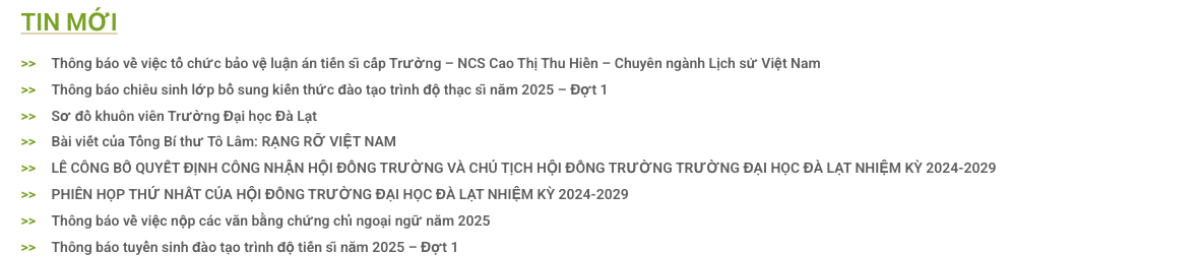 TIN MỚI
>> Thông báo về việc tổ chức bảo vệ luận án tiến sĩ cấp Trường – NCS Cao Thị Thu Hiền – Chuyên ngành Lịch sử Việt Nam
>> Thông báo chiêu sinh lớp bổ sung kiến thức đào tạo trình độ thạc sĩ năm 2025 – Đợt 1
>> Sơ đồ khuôn viên Trường Đại học Đà Lạt
>> Bài viết của Tổng Bí thư Tô Lâm: RẠNG RỠ VIỆT NAM
>> LỄ CÔNG BỐ QUYẾT ĐỊNH CÔNG NHẬN HỘI ĐỒNG TRƯỜNG VÀ CHỦ TỊCH HỘI ĐỒNG TRƯỜNG TRƯỜNG ĐẠI HỌC ĐÀ LẠT NHIỆM KỲ 2024-2029
>> PHIÊN HỌP THỨ NHẤT CỦA HỘI ĐỒNG TRƯỜNG ĐẠI HỌC ĐÀ LẠT NHIỆM KỲ 2024-2029
>> Thông báo về việc nộp các văn bằng chứng chỉ ngoại ngữ năm 2025
>> Thông báo tuyển sinh đào tạo trình độ tiến sĩ năm 2025 – Đợt 1